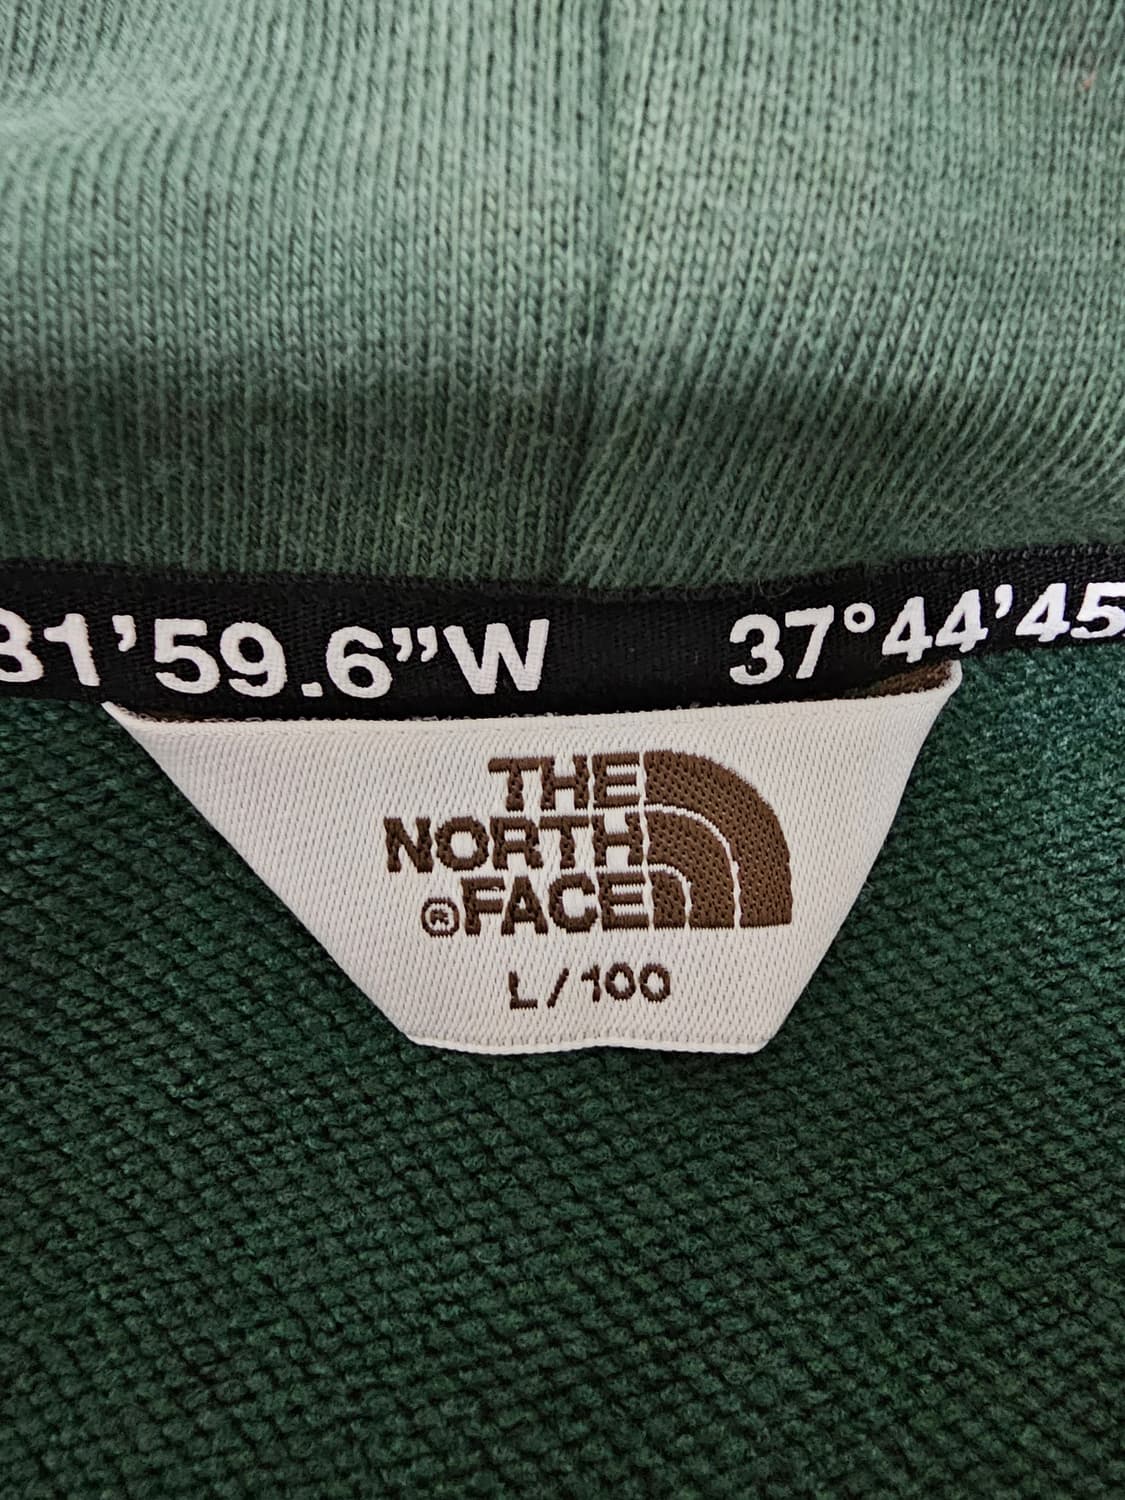 31’59.6”W 37°44’45
THE
NORTH
®FACE
L/100